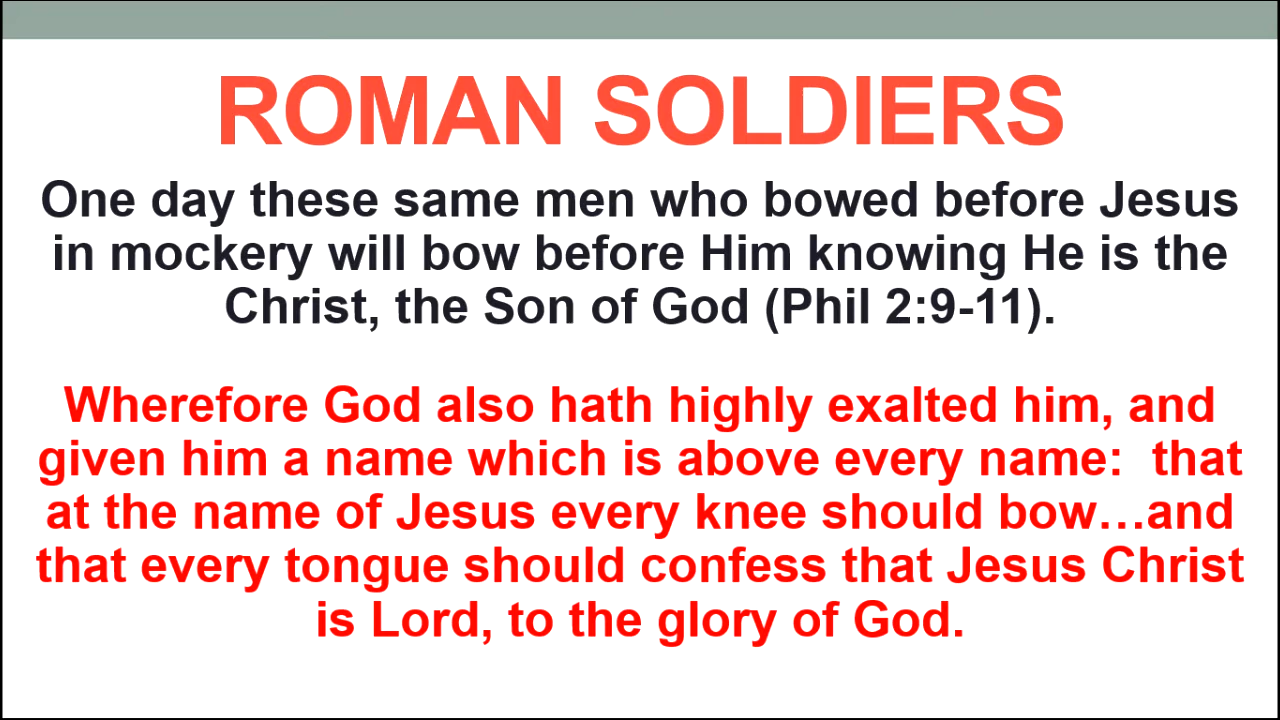 ROMAN SOLDIERS
One day these same men who bowed before Jesus
in mockery will bow before Him knowing He is the
Christ, the Son of God (Phil 2:9-11).
Wherefore God also hath highly exalted him, and
given him a name which is above every name:  that
at the name of Jesus every knee should bow…and
that every tongue should confess that Jesus Christ
is Lord, to the glory of God.